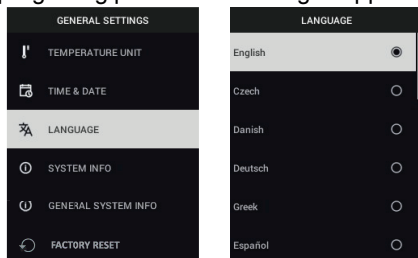 GENERAL SETTINGS
TEMPERATURE UNIT
TIME & DATE
LANGUAGE
SYSTEM INFO
GENERAL SYSTEM INFO
FACTORY RESET
LANGUAGE
English
Czech
Danish
Deutsch
Greek
Español